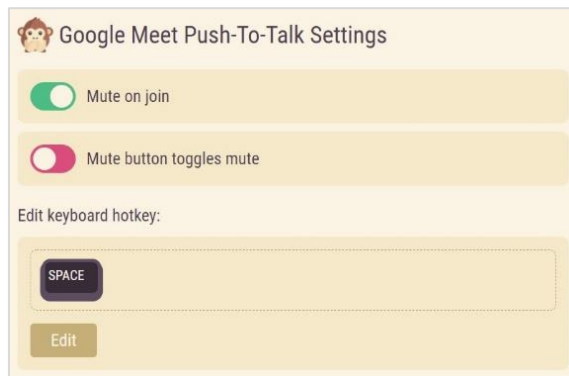 Google Meet Push-To-Talk Settings
Mute on join
Mute button toggles mute
Edit keyboard hotkey:
SPACE
Edit